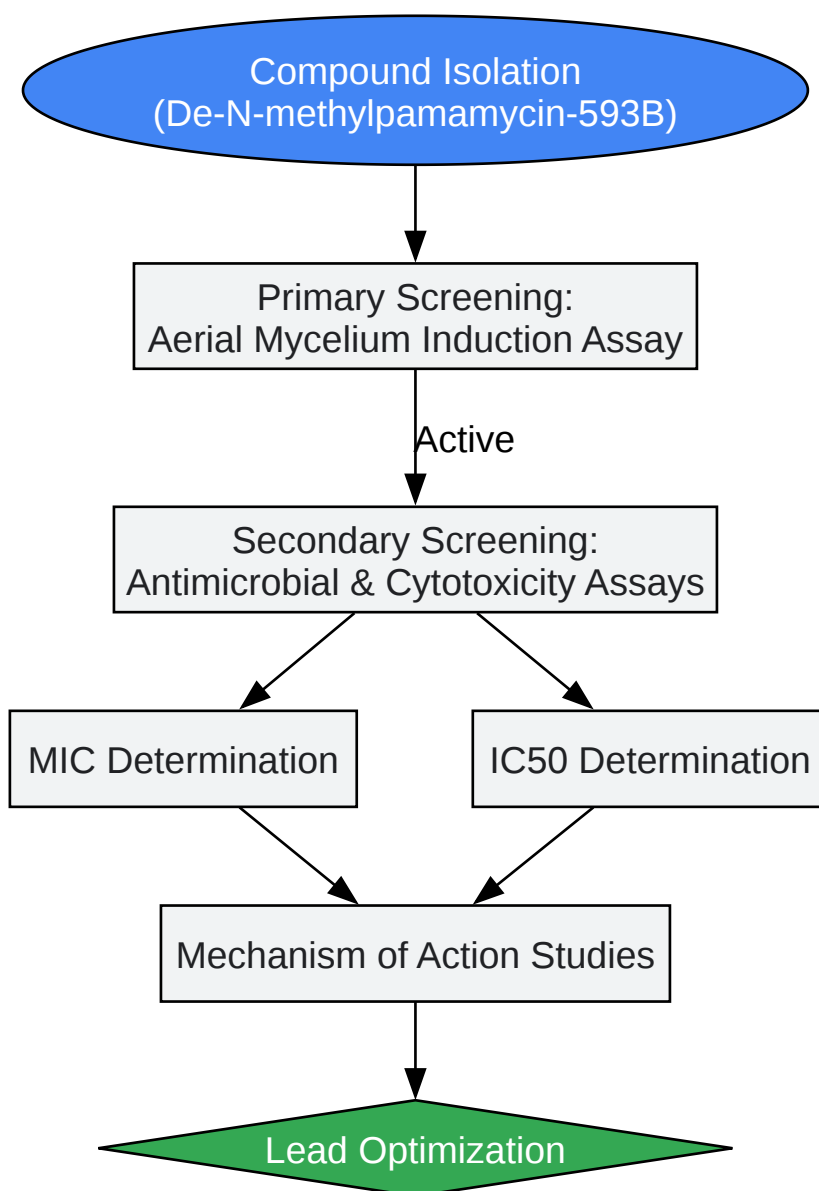 Compound Isolation
(De-N-methylpamamycin-593B)
Primary Screening:
Aerial Mycelium Induction Assay
Active
Secondary Screening:
Antimicrobial & Cytotoxicity Assays
MIC Determination
IC50 Determination
Mechanism of Action Studies
Lead Optimization